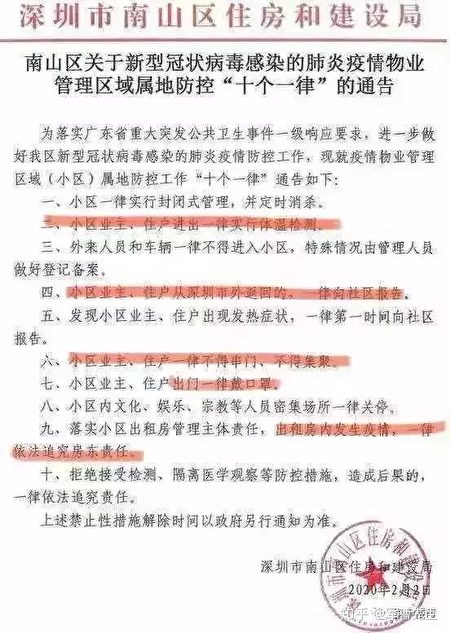 深圳市南山区住房和建设局
南山区关于新型冠状病毒感染的肺炎疫情物业
管理区域属地防控“十个一律”的通告
为落实广东省重大突发公共卫生事件一级响应要求，进一步做
好我区新型冠状病毒感染的肺炎疫情防控工作，现就疫情物业管理
区域（小区）属地防控工作“十个一律”通告如下：
一、小区一律实行封闭式管理，并定时消杀。
二、小区业主、住户进出一律实行体温检测。
三、外来人员和车辆一律不得进入小区，特殊情况由管理人员
做好登记备案。
四、小区业主、住户从深圳市外返回的，一律向社区报告。
五、发现小区业主、住户出现发热症状，一律第一时间向社区
报告。
六、小区业主、住户一律不得串门、不得集聚。
七、小区业主、住户出门一律戴口罩。
八、小区内文化、娱乐、宗教等人员密集场所一律关停。
九、落实小区出租房管理主体责任，出租房内发生疫情，一律
依法追究房东责任。
十、拒绝接受检测、隔离医学观察等防控措施，造成后果的，
一律依法追究责任。
上述禁止性措施解除时间以政府另行通知为准。
深圳市南山区住房和建设局
2020年2月2日
深圳市南山区住房和建设局
知乎